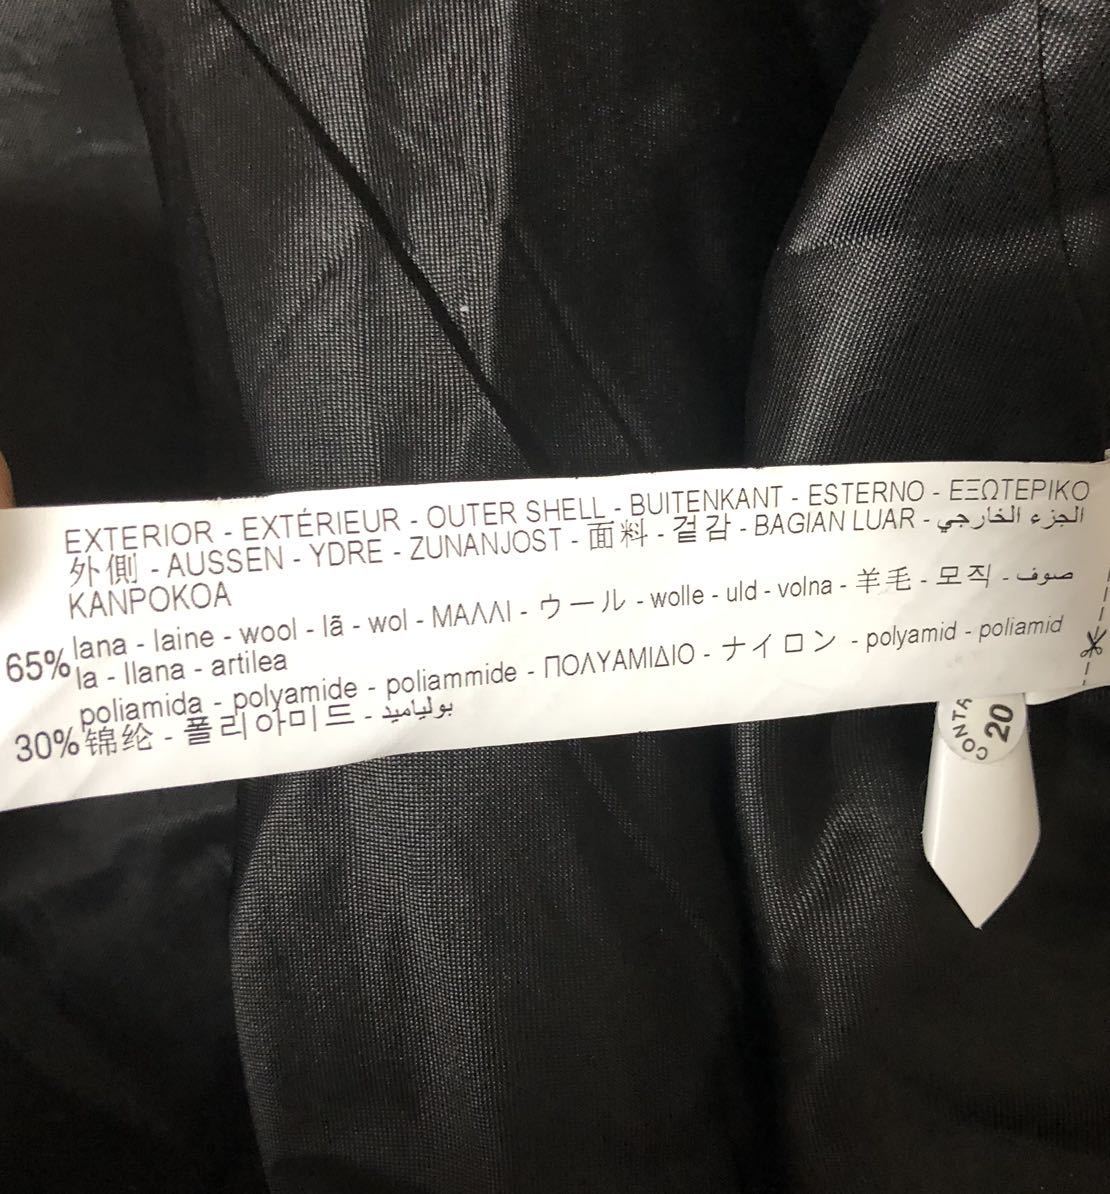 EXTERIOR - EXTÉRIEUR - OUTER SHELL - BUITENKANT - ESTERNO - ΕΞΩΤΕΡΙΚΟ
外側 - AUSSEN - YDRE - ZUNANJOST - 面料 - 겉감 - BAGIAN LUAR - الجزء الخارجي
KANPOKOA
65% lana - laine - wool - lã - wol - ΜΑΛΛΙ - ウール - wolle - uld - volna - 羊毛 - 모직 - صوف
la - llana - artilea
poliamida - polyamide - poliammide - ΠΟΛΥΑΜΙΔΙΟ - ナイロン - polyamid - poliamid
30% 锦纶 - 폴리아미드 - بولياميد
CONTA
20